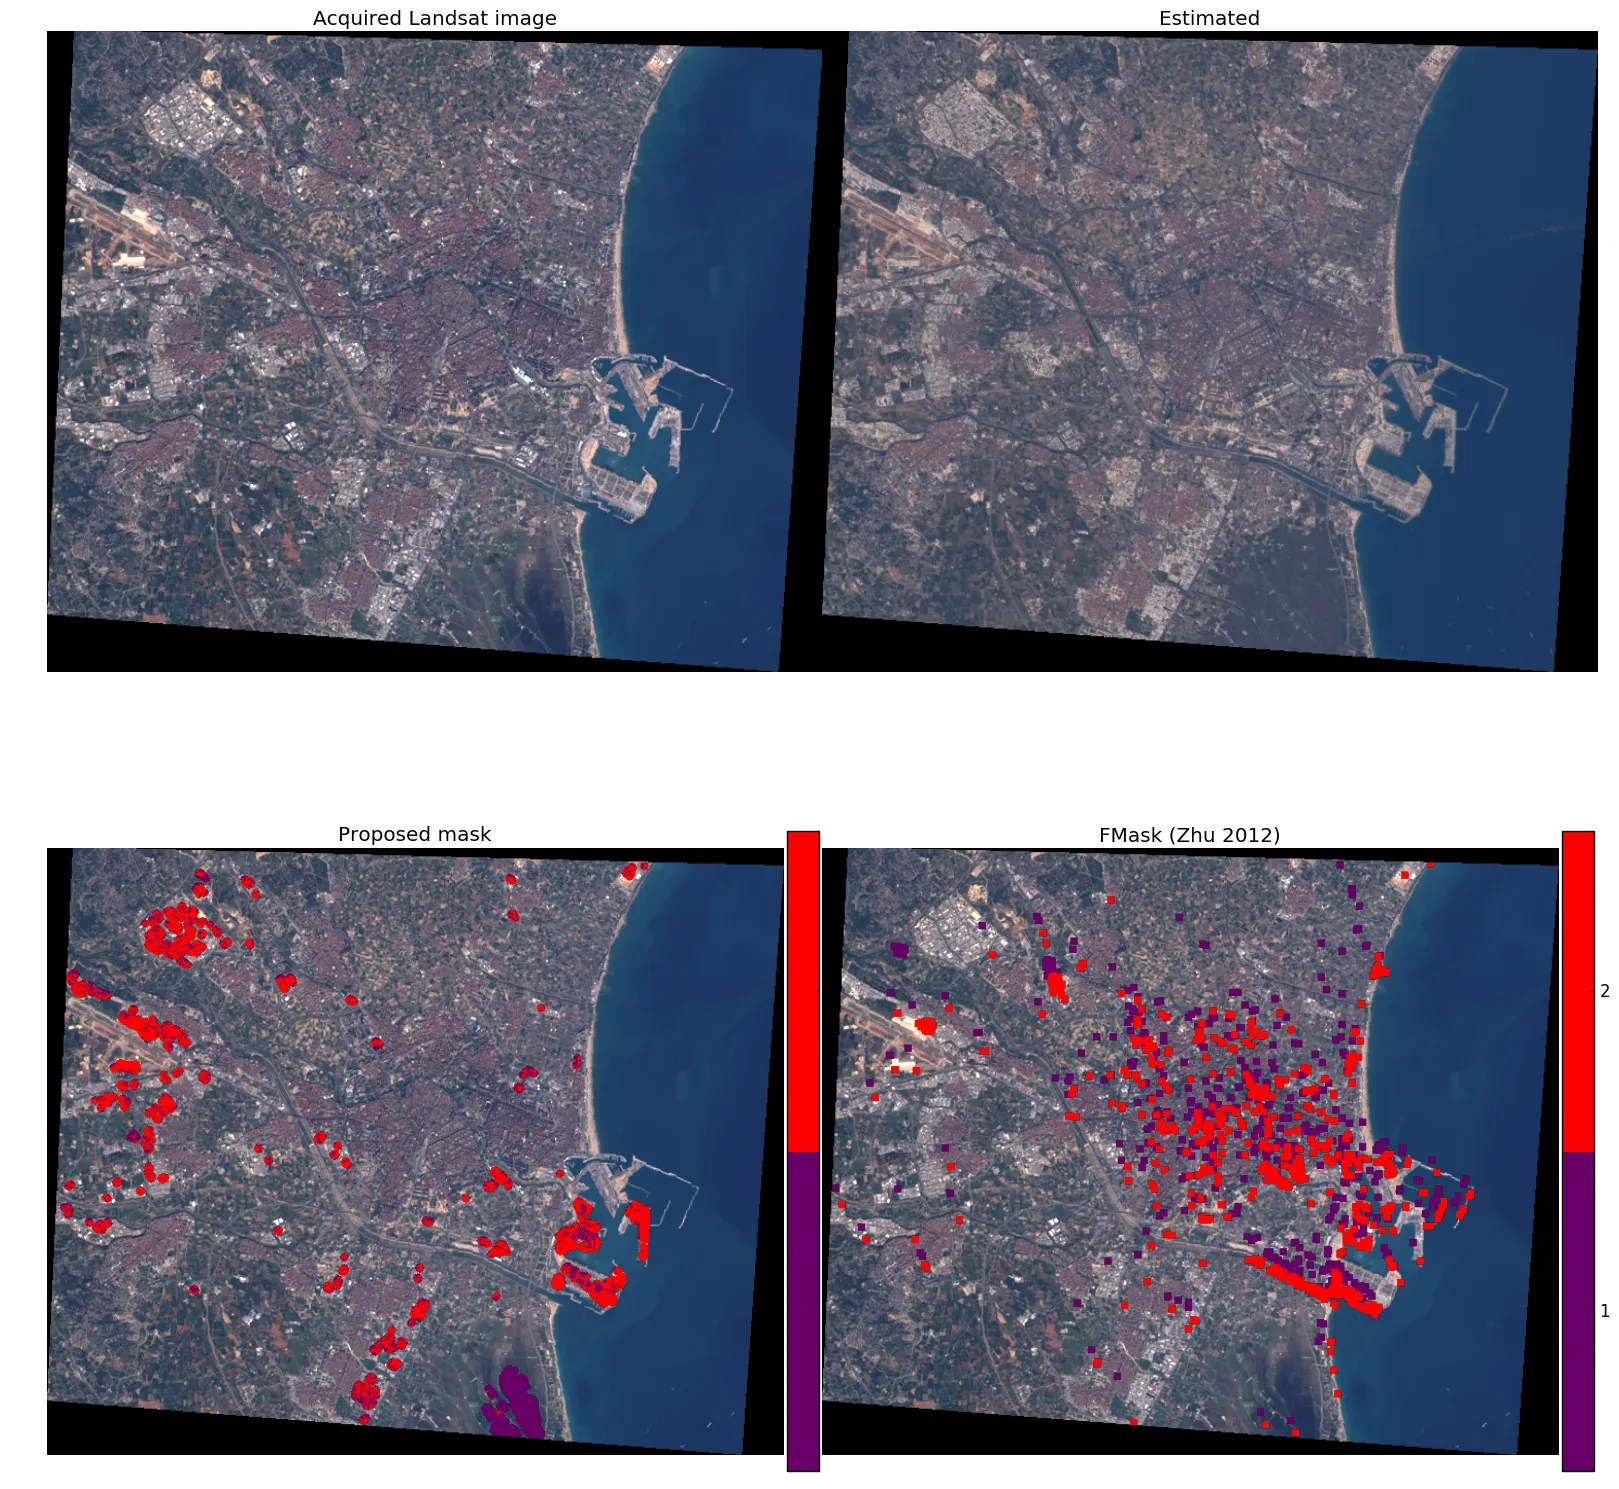 Acquired Landsat image
Estimated
Proposed mask
FMask (Zhu 2012)
2
1